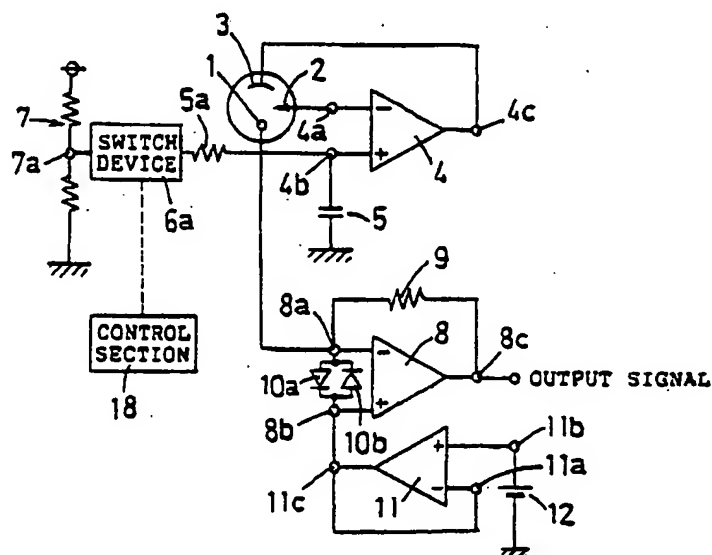 3
1
2
7
5a
4a
4c
7a
SWITCH
DEVICE
−
+
4
4b
6a
5
9
CONTROL
SECTION
18
8a
8
8c
−
+
OUTPUT SIGNAL
10a
8b
10b
11b
11a
+
−
11c
11
12